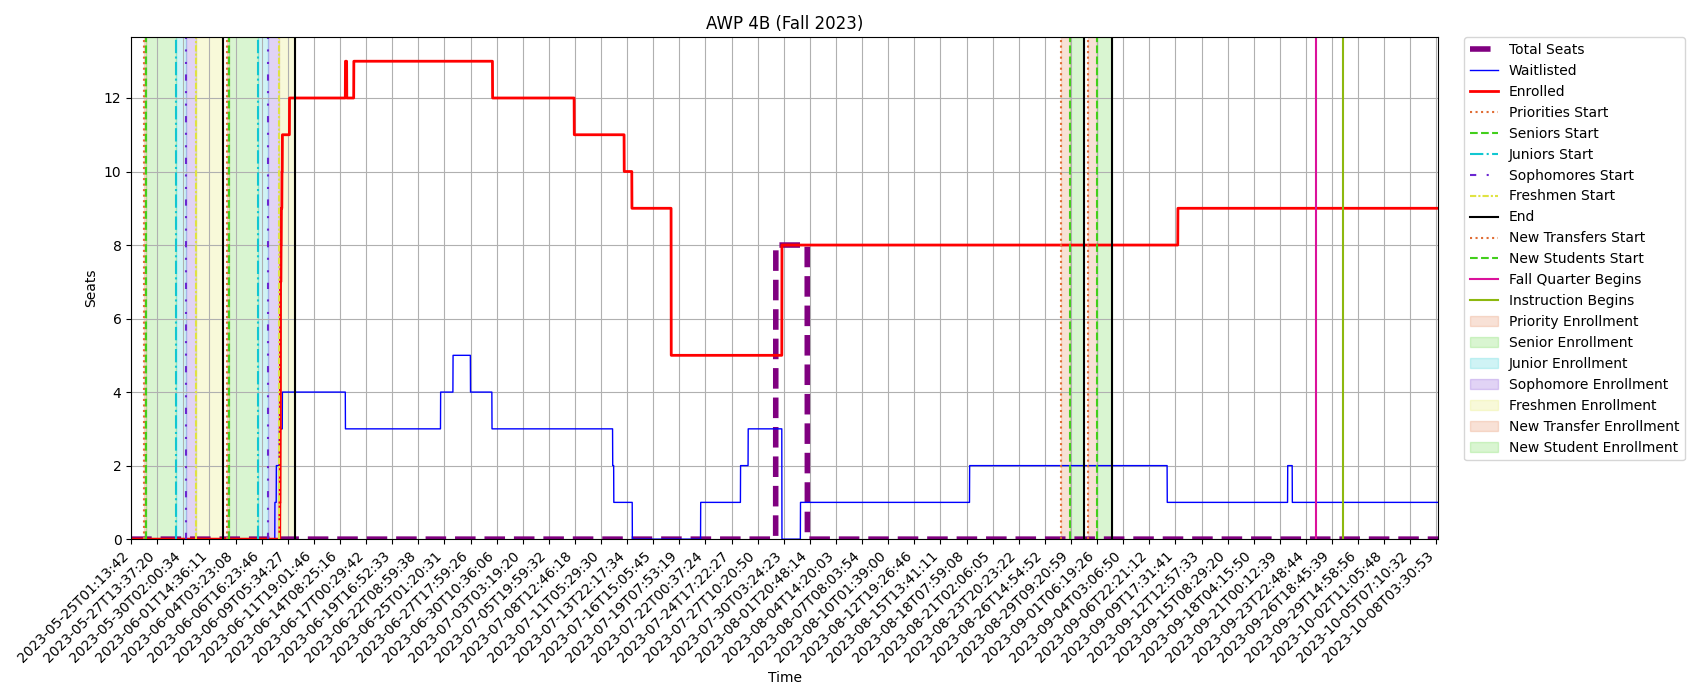 AWP 4B (Fall 2023)
Seats
12
10
8
6
4
2
0
2023-05-25T01:13:42
2023-05-27T13:37:20
2023-05-30T02:00:34
2023-06-01T14:36:11
2023-06-04T03:23:08
2023-06-06T16:23:46
2023-06-09T05:34:27
2023-06-11T19:01:46
2023-06-14T08:25:16
2023-06-17T00:29:42
2023-06-19T16:52:33
2023-06-22T08:59:38
2023-06-25T01:20:31
2023-06-27T17:59:26
2023-06-30T10:36:06
2023-07-03T03:19:20
2023-07-05T19:59:32
2023-07-08T12:46:18
2023-07-11T05:29:30
2023-07-13T22:17:34
2023-07-16T15:05:45
2023-07-19T07:53:19
2023-07-22T00:37:24
2023-07-24T17:22:27
2023-07-27T10:20:50
2023-07-30T03:24:23
2023-08-01T20:48:14
2023-08-04T14:20:03
2023-08-07T08:03:54
2023-08-10T01:39:00
2023-08-12T19:26:46
2023-08-15T13:41:11
2023-08-18T07:59:08
2023-08-21T02:06:05
2023-08-23T20:23:22
2023-08-26T14:54:52
2023-08-29T09:20:59
2023-09-01T06:19:26
2023-09-04T03:06:50
2023-09-06T22:21:12
2023-09-09T17:31:41
2023-09-12T12:57:33
2023-09-15T08:29:20
2023-09-18T04:15:50
2023-09-21T00:12:39
2023-09-23T22:48:44
2023-09-26T18:45:39
2023-09-29T14:58:56
2023-10-02T11:05:48
2023-10-05T07:10:32
2023-10-08T03:30:53
Time
Total Seats
Waitlisted
Enrolled
Priorities Start
Seniors Start
Juniors Start
Sophomores Start
Freshmen Start
End
New Transfers Start
New Students Start
Fall Quarter Begins
Instruction Begins
Priority Enrollment
Senior Enrollment
Junior Enrollment
Sophomore Enrollment
Freshmen Enrollment
New Transfer Enrollment
New Student Enrollment